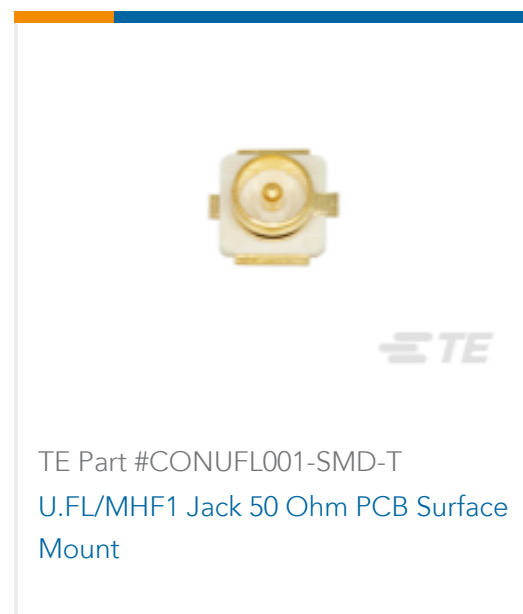 TE
TE Part #CONUFL001-SMD-T
U.FL/MHF1 Jack 50 Ohm PCB Surface
Mount